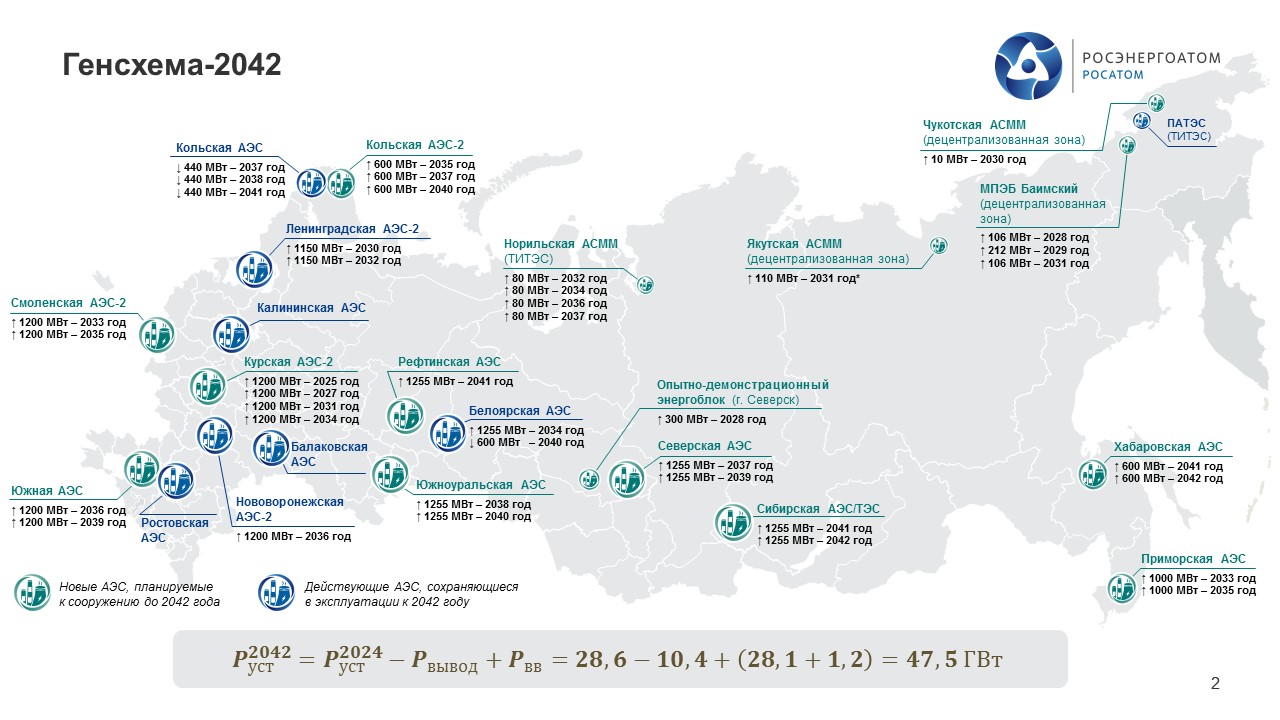 Генсхема-2042
РОСЭНЕРГОАТОМ
РОСАТОМ
Чукотская АСММ
(децентрализованная зона)
↑ 10 МВт – 2030 год
ПАТЭС
(ТИТЭС)
Кольская АЭС
↓ 440 МВт – 2037 год
↓ 440 МВт – 2038 год
↓ 440 МВт – 2041 год
Кольская АЭС-2
↑ 600 МВт – 2035 год
↑ 600 МВт – 2037 год
↑ 600 МВт – 2040 год
МПЭБ Баимский
(децентрализованная
зона)
↑ 106 МВт – 2028 год
↑ 212 МВт – 2029 год
↑ 106 МВт – 2031 год
Ленинградская АЭС-2
↑ 1150 МВт – 2030 год
↑ 1150 МВт – 2032 год
Норильская АСММ
(ТИТЭС)
↑ 80 МВт – 2032 год
↑ 80 МВт – 2034 год
↑ 80 МВт – 2036 год
↑ 80 МВт – 2037 год
Якутская АСММ
(децентрализованная зона)
↑ 110 МВт – 2031 год*
Смоленская АЭС-2
↑ 1200 МВт – 2033 год
↑ 1200 МВт – 2035 год
Калининская АЭС
Курская АЭС-2
↑ 1200 МВт – 2025 год
↑ 1200 МВт – 2027 год
↑ 1200 МВт – 2031 год
↑ 1200 МВт – 2034 год
Рефтинская АЭС
↑ 1255 МВт – 2041 год
Белоярская АЭС
↑ 1255 МВт – 2034 год
↓ 600 МВт – 2040 год
Опытно-демонстрационный
энергоблок (г. Северск)
↑ 300 МВт – 2028 год
Северская АЭС
↑ 1255 МВт – 2037 год
↑ 1255 МВт – 2039 год
Хабаровская АЭС
↑ 600 МВт – 2041 год
↑ 600 МВт – 2042 год
Балаковская
АЭС
Южная АЭС
↑ 1200 МВт – 2036 год
↑ 1200 МВт – 2039 год
Ростовская
АЭС
Нововоронежская
АЭС-2
↑ 1200 МВт – 2036 год
Южноуральская АЭС
↑ 1255 МВт – 2038 год
↑ 1255 МВт – 2040 год
Сибирская АЭС/ТЭС
↑ 1255 МВт – 2041 год
↑ 1255 МВт – 2042 год
Приморская АЭС
↑ 1000 МВт – 2033 год
↑ 1000 МВт – 2035 год
Новые АЭС, планируемые
к сооружению до 2042 года
Действующие АЭС, сохраняющиеся
в эксплуатации к 2042 году
P²⁰⁴²уст = P²⁰²⁴уст − Pвывод + Pвв = 28, 6 − 10, 4 + (28, 1 + 1, 2) = 47, 5 ГВт
2